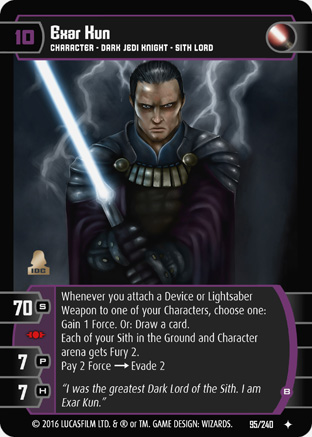 10
Exar Kun
CHARACTER • DARK JEDI KNIGHT • SITH LORD
IDC
70 S
7 P
7 H
Whenever you attach a Device or Lightsaber
Weapon to one of your Characters, choose one:
Gain 1 Force. Or: Draw a card.
Each of your Sith in the Ground and Character
arena gets Fury 2.
Pay 2 Force → Evade 2
"I was the greatest Dark Lord of the Sith. I am
Exar Kun."
B
© 2016 LUCASFILM LTD. & ® or TM. GAME DESIGN: WIZARDS.
95/240